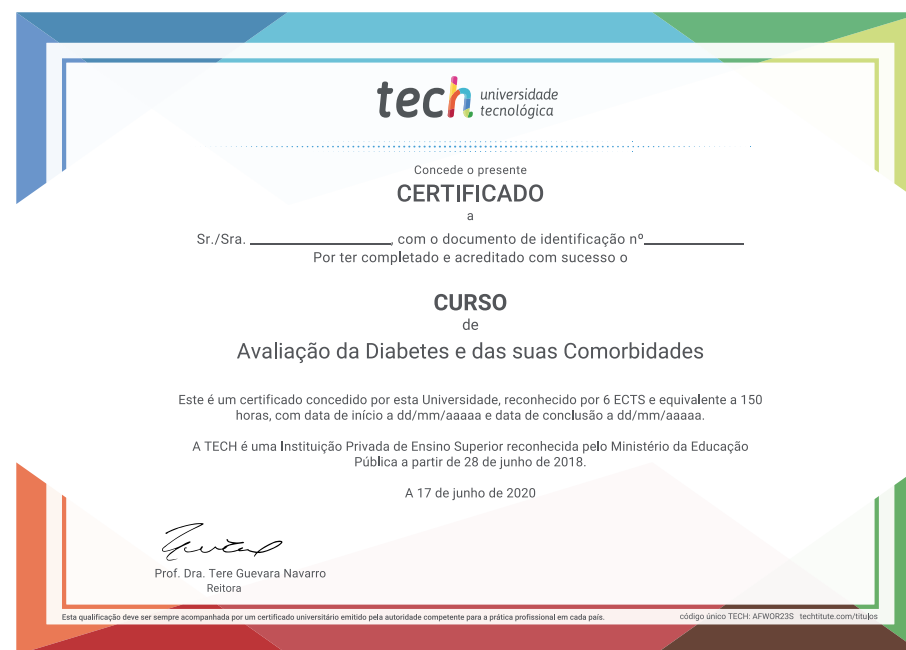 tech universidade
tecnológica
Concede o presente
CERTIFICADO
a
Sr./Sra. ____________, com o documento de identificação nº_________
Por ter completado e acreditado com sucesso o
CURSO
de
Avaliação da Diabetes e das suas Comorbidades
Este é um certificado concedido por esta Universidade, reconhecido por 6 ECTS e equivalente a 150
horas, com data de início a dd/mm/aaaaa e data de conclusão a dd/mm/aaaaa.
A TECH é uma Instituição Privada de Ensino Superior reconhecida pelo Ministério da Educação
Pública a partir de 28 de junho de 2018.
A 17 de junho de 2020
Prof. Dra. Tere Guevara Navarro
Reitora
Esta qualificação deve ser sempre acompanhada por um certificado universitário emitido pela autoridade competente para a prática profissional em cada país.
código único TECH: AFWOR23S techtitute.com/titulos